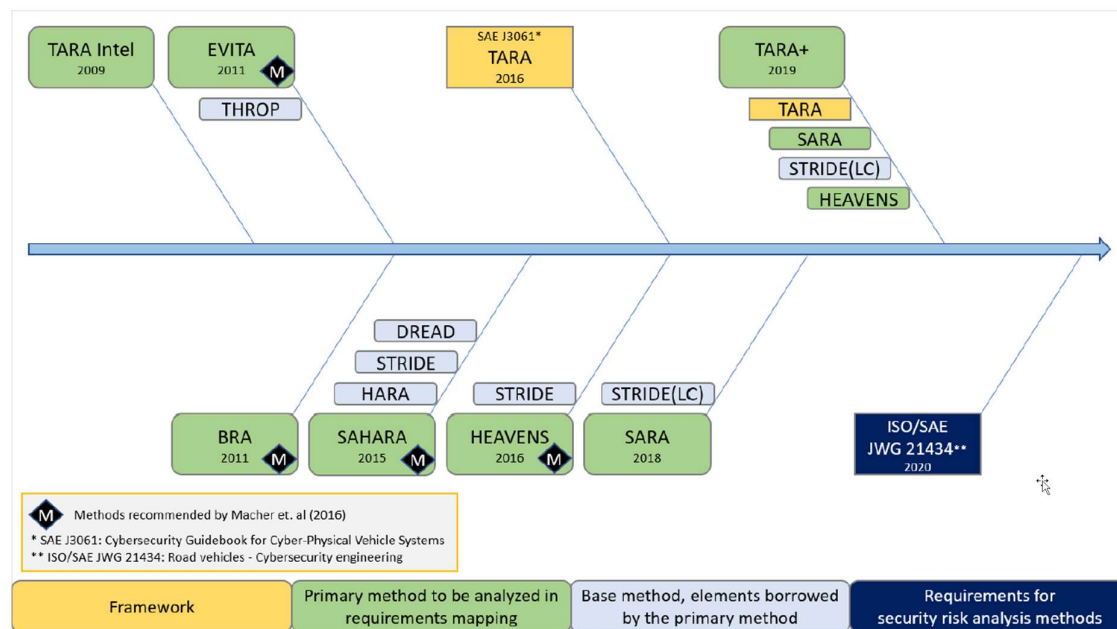 TARA Intel
2009
EVITA
2011
M
THROP
SAE J3061*
TARA
2016
TARA+
2019
TARA
SARA
STRIDE(LC)
HEAVENS
DREAD
STRIDE
HARA
STRIDE
STRIDE(LC)
BRA
2011
M
SAHARA
2015
M
HEAVENS
2016
M
SARA
2018
ISO/SAE
JWG 21434**
2020
M Methods recommended by Macher et. al (2016)
* SAE J3061: Cybersecurity Guidebook for Cyber-Physical Vehicle Systems
** ISO/SAE JWG 21434: Road vehicles - Cybersecurity engineering
Framework
Primary method to be analyzed in
requirements mapping
Base method, elements borrowed
by the primary method
Requirements for
security risk analysis methods